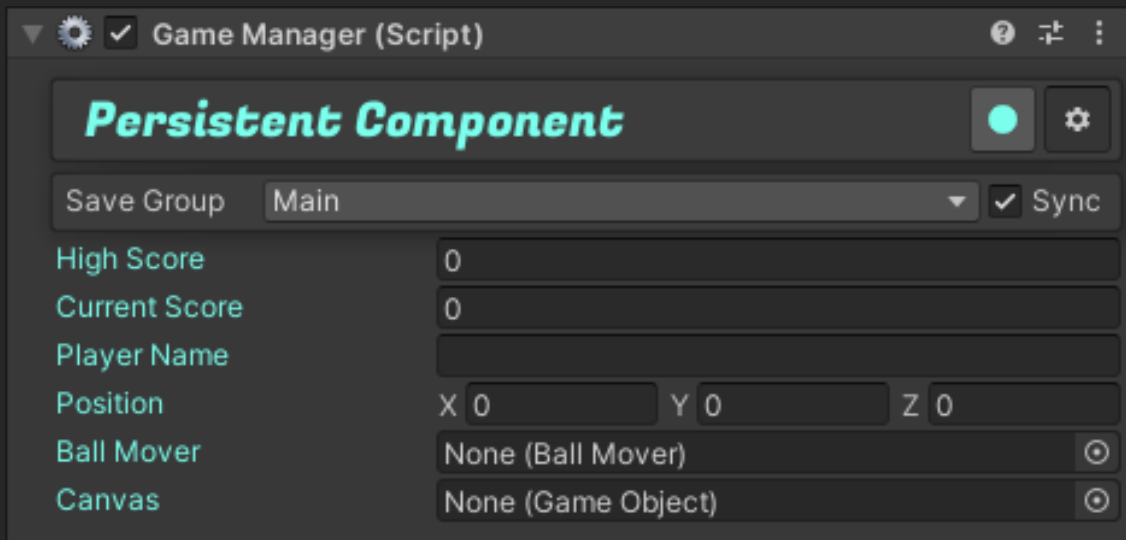 Game Manager (Script)
Persistent Component
Save Group Main Sync
High Score 0
Current Score 0
Player Name
Position X 0 Y 0 Z 0
Ball Mover None (Ball Mover)
Canvas None (Game Object)